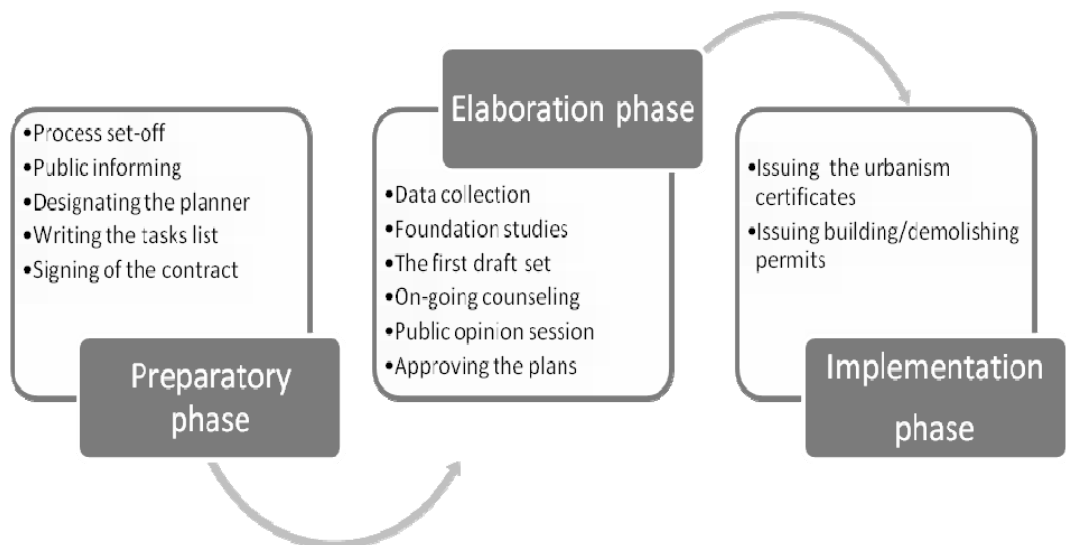 •Process set-off
•Public informing
•Designating the planner
•Writing the tasks list
•Signing of the contract
Preparatory
phase
Elaboration phase
•Data collection
•Foundation studies
•The first draft set
•On-going counseling
•Public opinion session
•Approving the plans
•Issuing the urbanism
certificates
•Issuing building/demolishing
permits
Implementation
phase